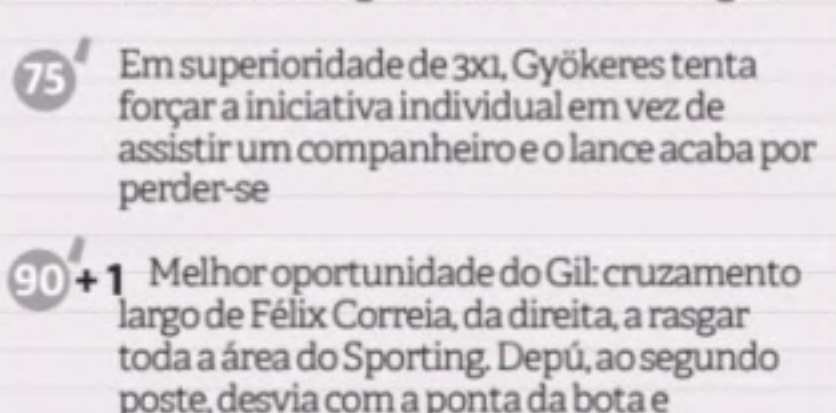 75' Em superioridade de 3x1, Gyökeres tenta
forçar a iniciativa individual em vez de
assistir um companheiro e o lance acaba por
perder-se
90'+1 Melhor oportunidade do Gil: cruzamento
largo de Félix Correia, da direita, a rasgar
toda a área do Sporting. Depú, ao segundo
poste, desvia com a ponta da bota e